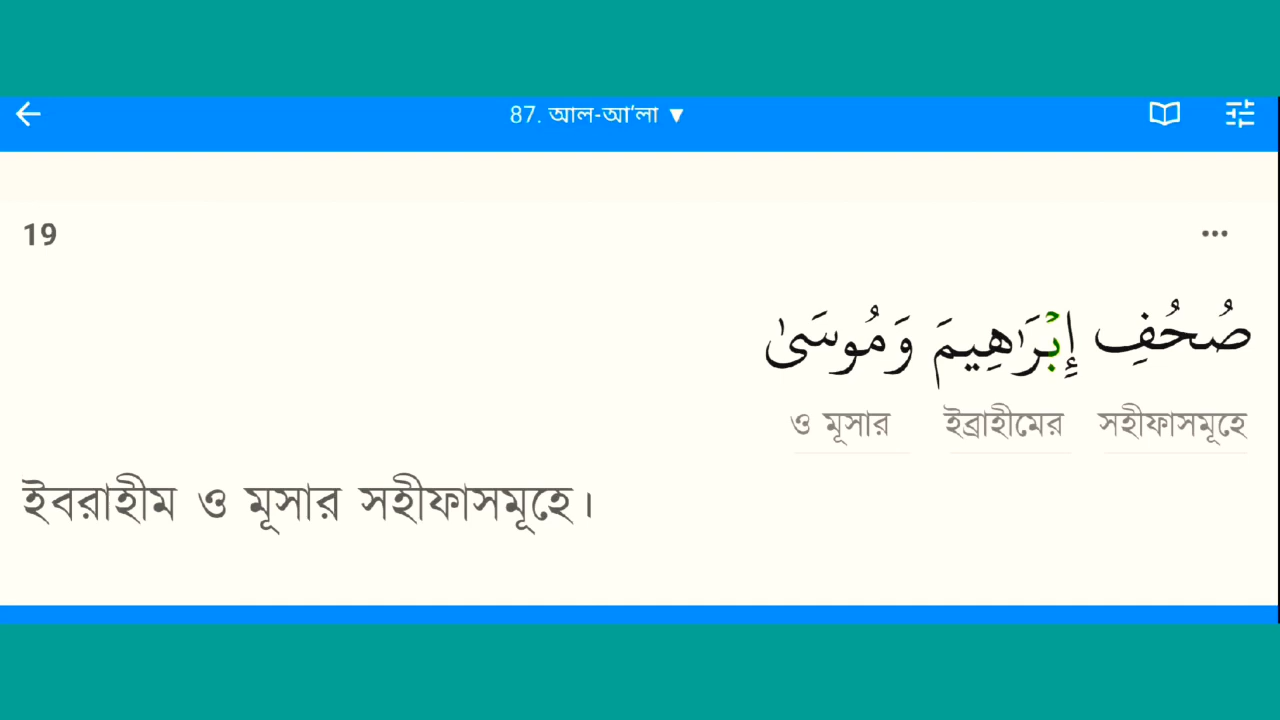 87. আল-আ'লা ▼
19
صُحُفِ إِبْرَٰهِيمَ وَمُوسَىٰ
সহীফাসমূহে ইব্রাহীমের ও মূসার
ইবরাহীম ও মূসার সহীফাসমূহে।